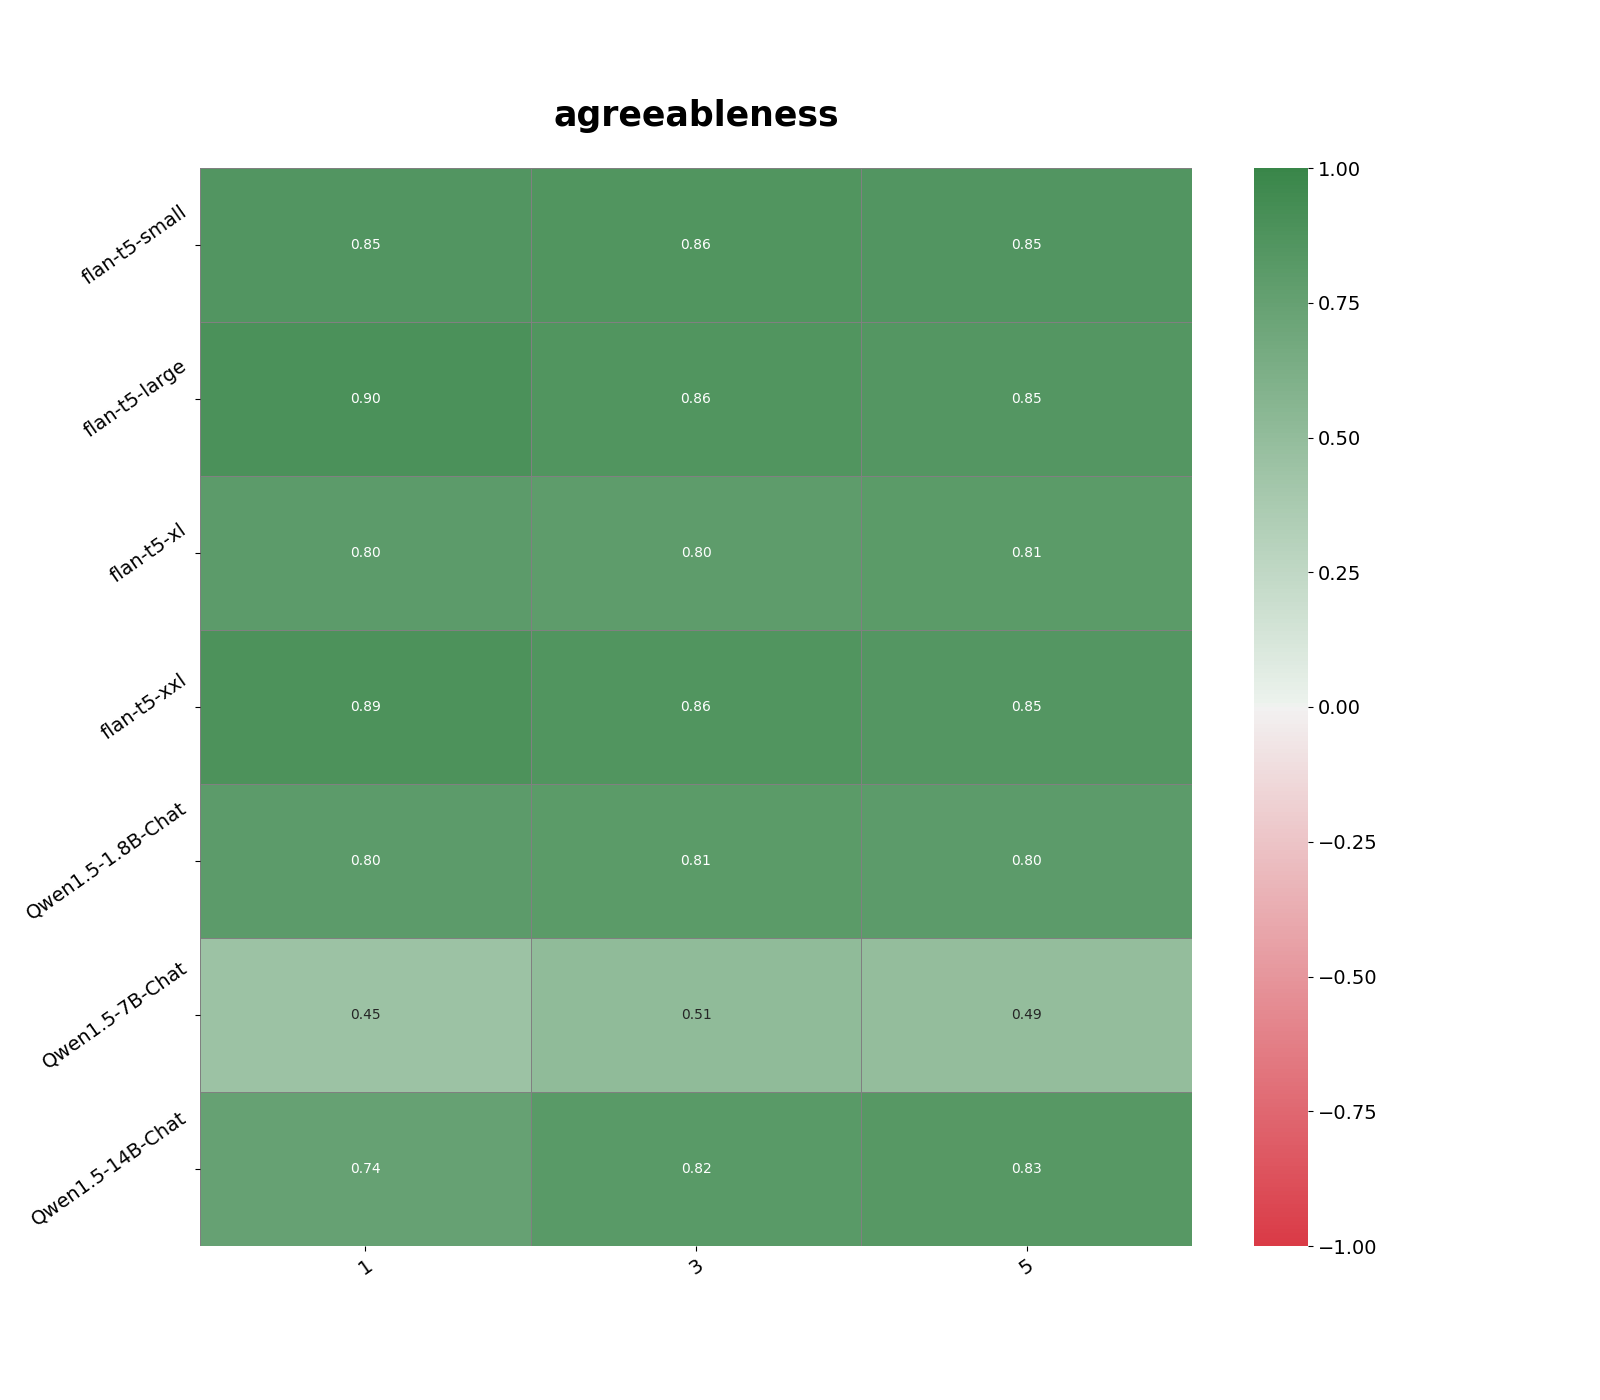 agreeableness
flan-t5-small
0.85 0.86 0.85
flan-t5-large
0.90 0.86 0.85
flan-t5-xl
0.80 0.80 0.81
flan-t5-xxl
0.89 0.86 0.85
Qwen1.5-1.8B-Chat
0.80 0.81 0.80
Qwen1.5-7B-Chat
0.45 0.51 0.49
Qwen1.5-14B-Chat
0.74 0.82 0.83
1 3 5
1.00
0.75
0.50
0.25
0.00
−0.25
−0.50
−0.75
−1.00